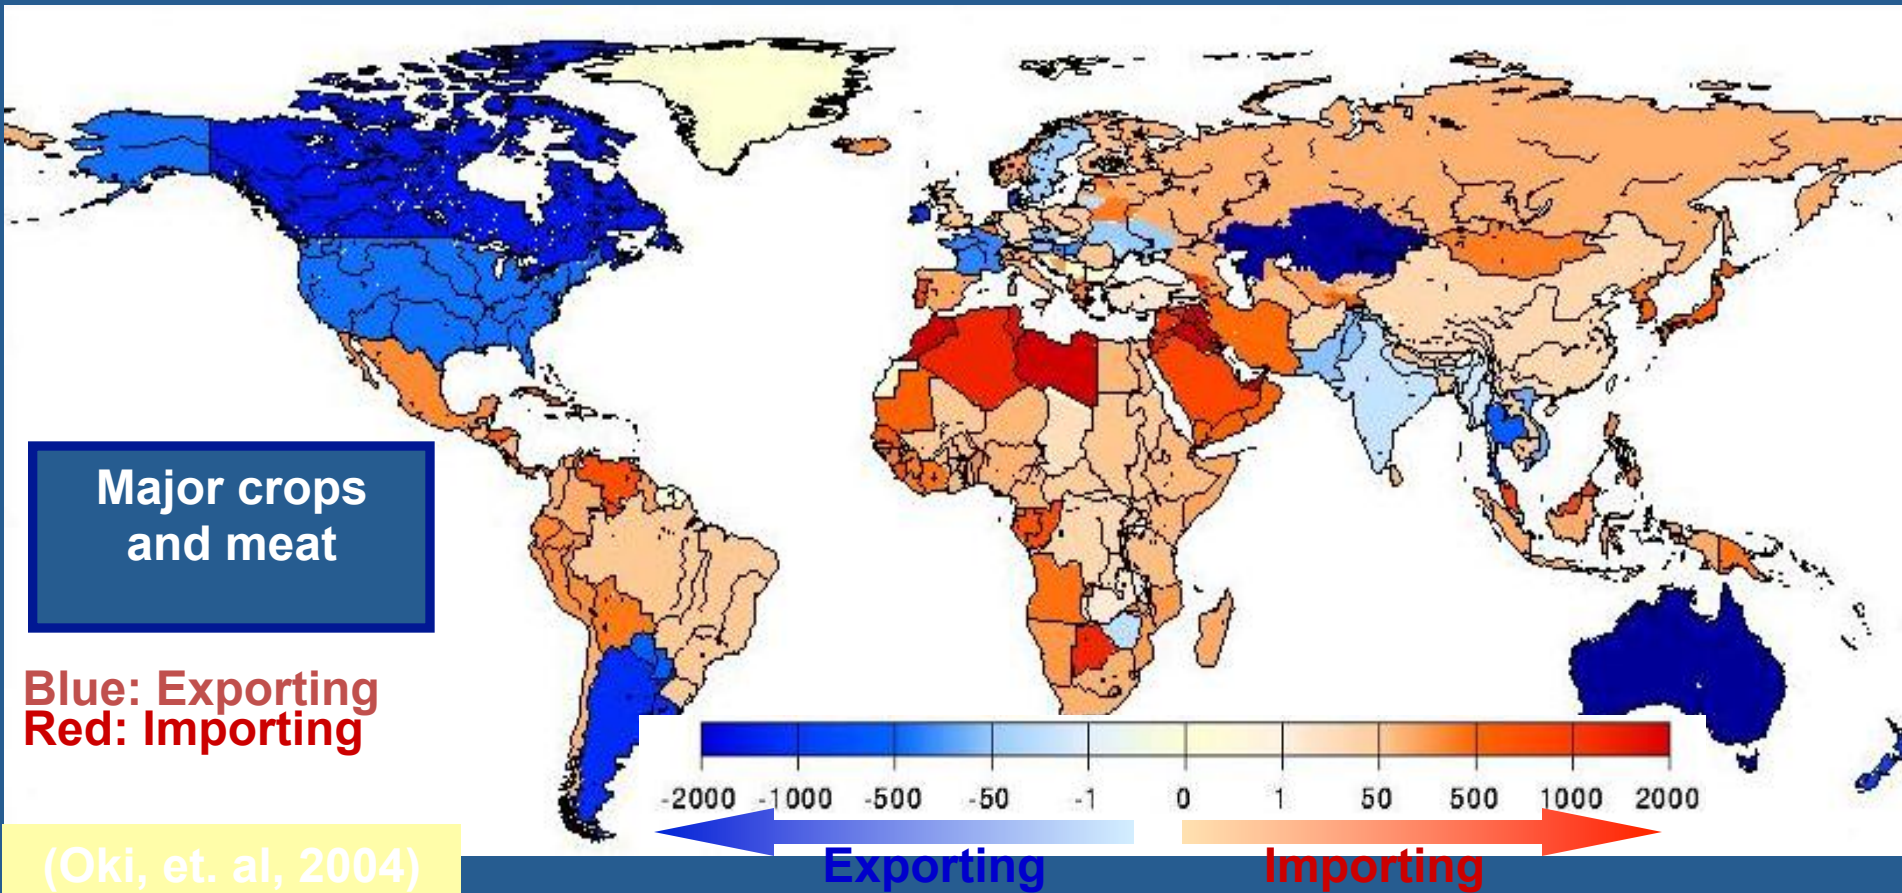 Major crops
and meat
Blue: Exporting
Red: Importing
-2000 -1000 -500 -50 -1 0 1 50 500 1000 2000
Exporting Importing
(Oki, et. al, 2004)